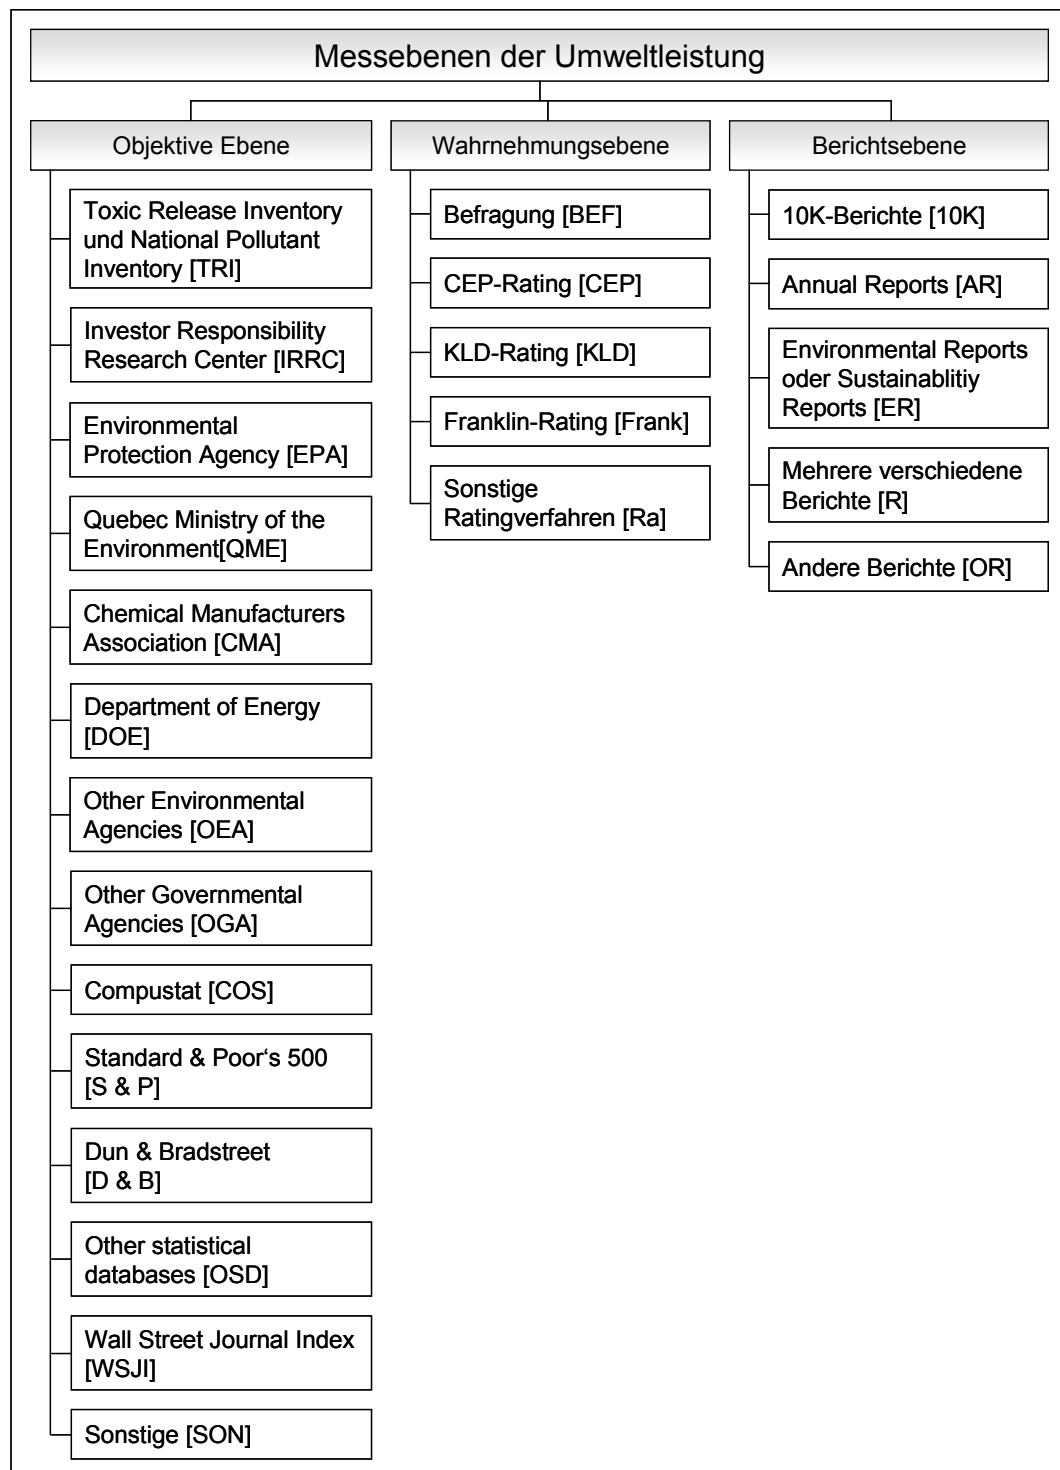 Messebenen der Umweltleistung
Objektive Ebene
Toxic Release Inventory
und National Pollutant
Inventory [TRI]
Investor Responsibility
Research Center [IRRC]
Environmental
Protection Agency [EPA]
Quebec Ministry of the
Environment[QME]
Chemical Manufacturers
Association [CMA]
Department of Energy
[DOE]
Other Environmental
Agencies [OEA]
Other Governmental
Agencies [OGA]
Compustat [COS]
Standard & Poor‘s 500
[S & P]
Dun & Bradstreet
[D & B]
Other statistical
databases [OSD]
Wall Street Journal Index
[WSJI]
Sonstige [SON]
Wahrnehmungsebene
Befragung [BEF]
CEP-Rating [CEP]
KLD-Rating [KLD]
Franklin-Rating [Frank]
Sonstige
Ratingverfahren [Ra]
Berichtsebene
10K-Berichte [10K]
Annual Reports [AR]
Environmental Reports
oder Sustainablitiy
Reports [ER]
Mehrere verschiedene
Berichte [R]
Andere Berichte [OR]